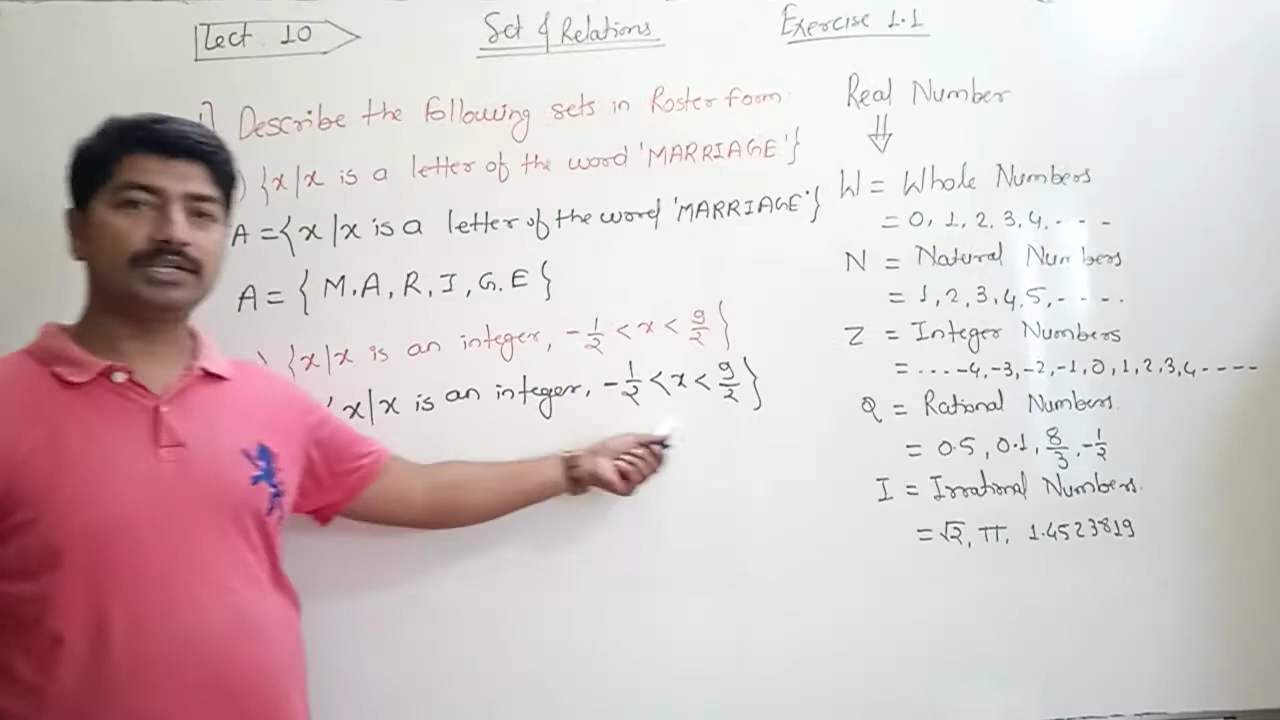 Lect 10
Set & Relations
Exercise 1.1
1) Describe the following sets in Roster form
) {x/x is a letter of the word 'MARRIAGE'}
A = {x/x is a letter of the word 'MARRIAGE'}
A = { M.A, R, I, G. E {
) {x/x is an integer, -1/2 < x < 9/2 }
{x/x is an integer, -1/2 < x < 9/2 }
Real Number
⇓
W = Whole Numbers
= 0, 1, 2, 3, 4, - - -
N = Natural Numbers
= 1, 2, 3, 4, 5, - - - -
Z = Integer Numbers
= .... -4, -3, -2, -1, 0, 1, 2, 3, 4 - - - -
Q = Rational Numbers
= 0.5, 0.1, 8/3, -1/2
I = Irrational Numbers.
= √2, π, 1.4523819